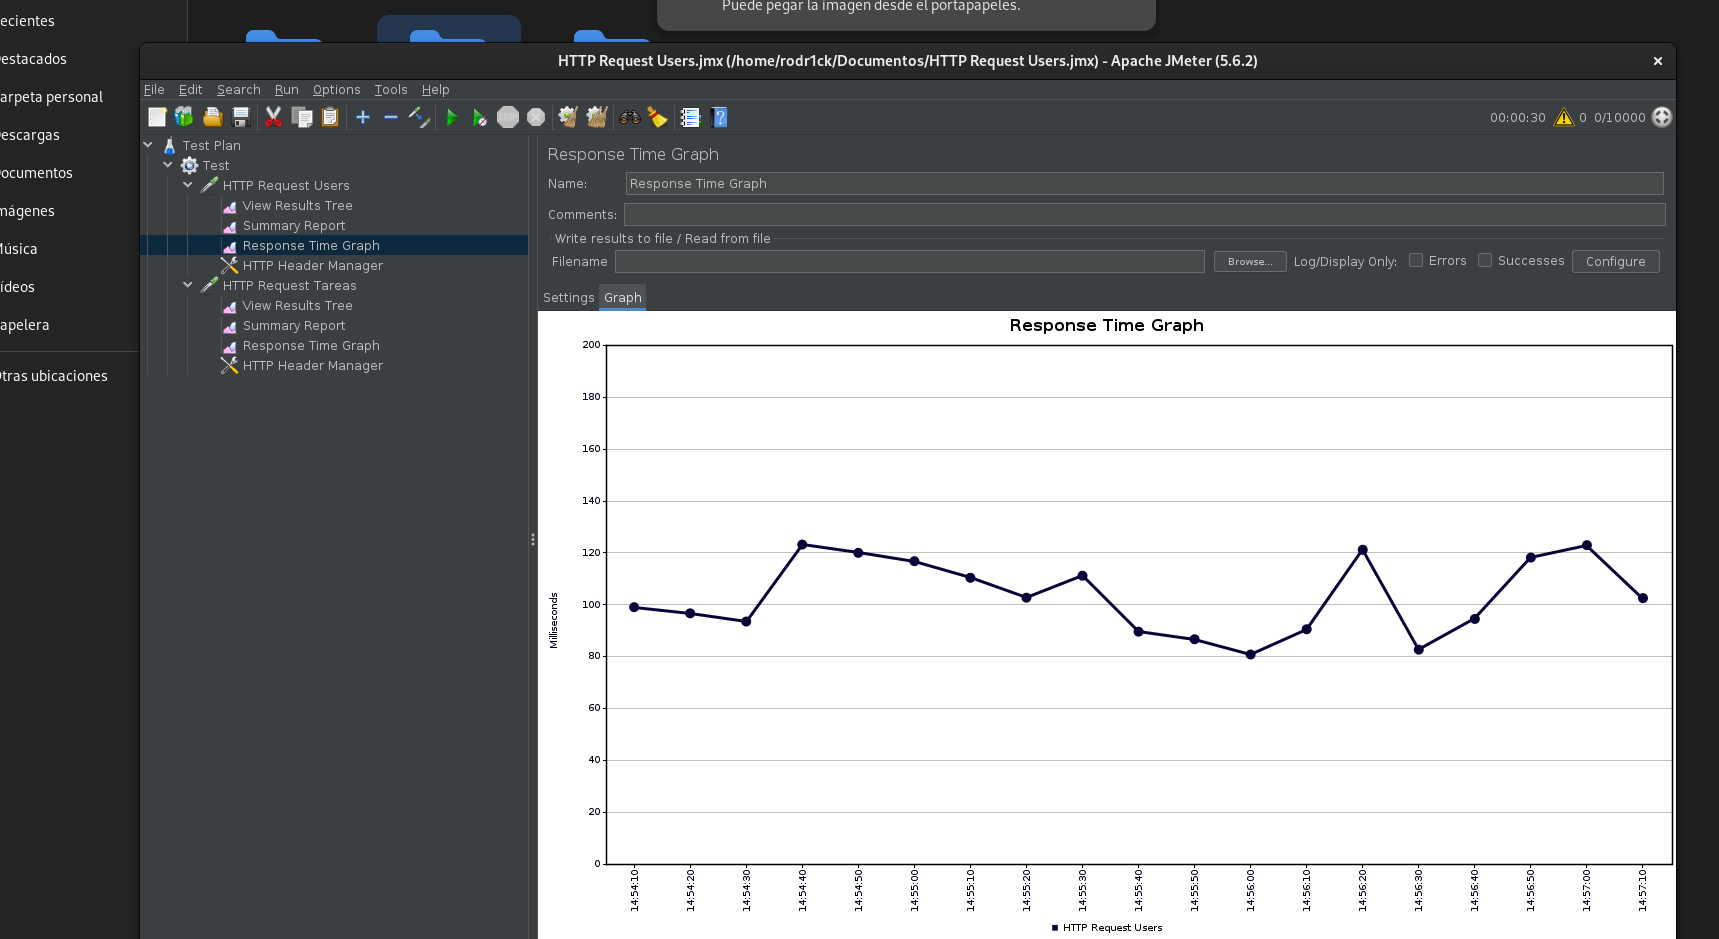 Puede pegar la imagen desde el portapapeles.
ecientes
estacados
arpeta personal
escargas
ocumentos
mágenes
úsica
ídeos
apelera
tras ubicaciones
HTTP Request Users.jmx (/home/rodr1ck/Documentos/HTTP Request Users.jmx) - Apache JMeter (5.6.2)
File Edit Search Run Options Tools Help
00:00:30 0 0/10000
Test Plan
Test
HTTP Request Users
View Results Tree
Summary Report
Response Time Graph
HTTP Header Manager
HTTP Request Tareas
View Results Tree
Summary Report
Response Time Graph
HTTP Header Manager
Response Time Graph
Name: Response Time Graph
Comments:
Write results to file / Read from file
Filename Browse... Log/Display Only: Errors Successes Configure
Settings Graph
Response Time Graph
200
180
160
140
120
100
80
60
40
20
0
Milliseconds
14:54:10 14:54:20 14:54:30 14:54:40 14:54:50 14:55:00 14:55:10 14:55:20 14:55:30 14:55:40 14:55:50 14:56:00 14:56:10 14:56:20 14:56:30 14:56:40 14:56:50 14:57:00 14:57:10
HTTP Request Users